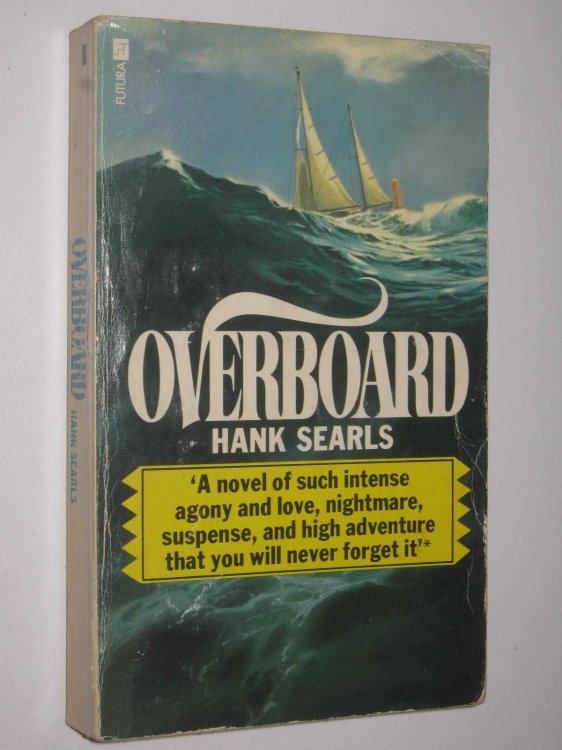 FUTURA
OVERBOARD
HANK SEARLS
'A novel of such intense
agony and love, nightmare,
suspense, and high adventure
that you will never forget it'*
OVERBOARD
HANK SEARLS